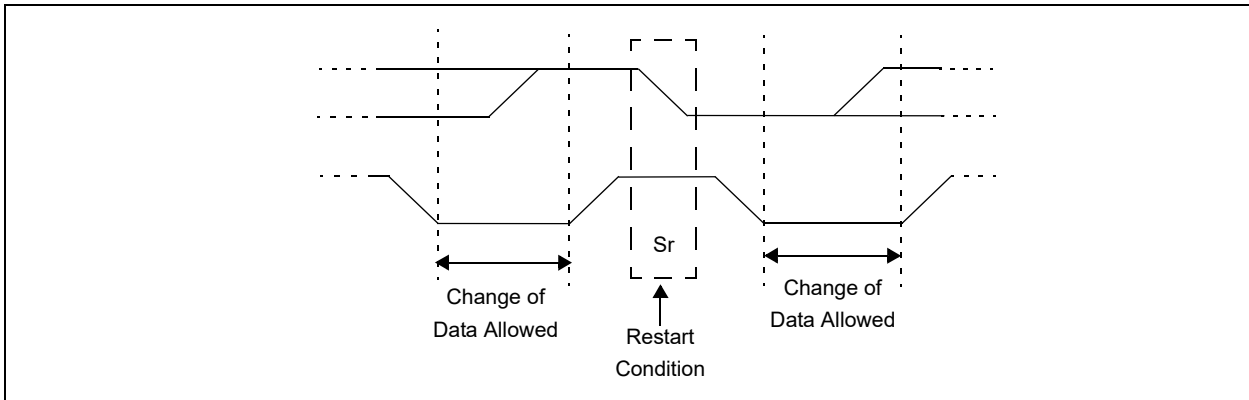 Sr
Change of
Data Allowed
Restart
Condition
Change of
Data Allowed